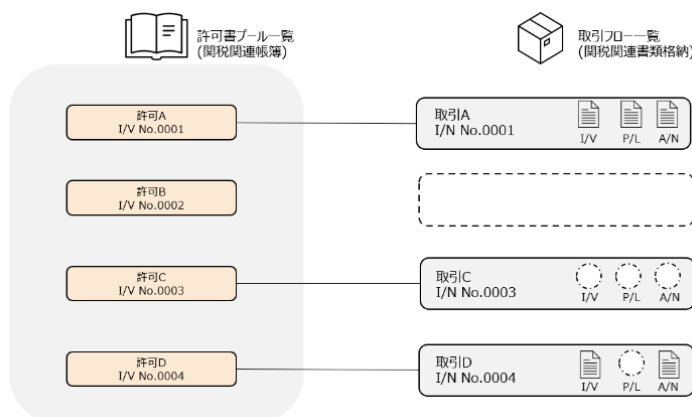 許可書プール一覧
(関税関連帳簿)
取引フロー一覧
(関税関連書類格納)
許可A
I/V No.0001
取引A
I/N No.0001
I/V
P/L
A/N
許可B
I/V No.0002
許可C
I/V No.0003
取引C
I/N No.0003
I/V
P/L
A/N
許可D
I/V No.0004
取引D
I/N No.0004
I/V
P/L
A/N